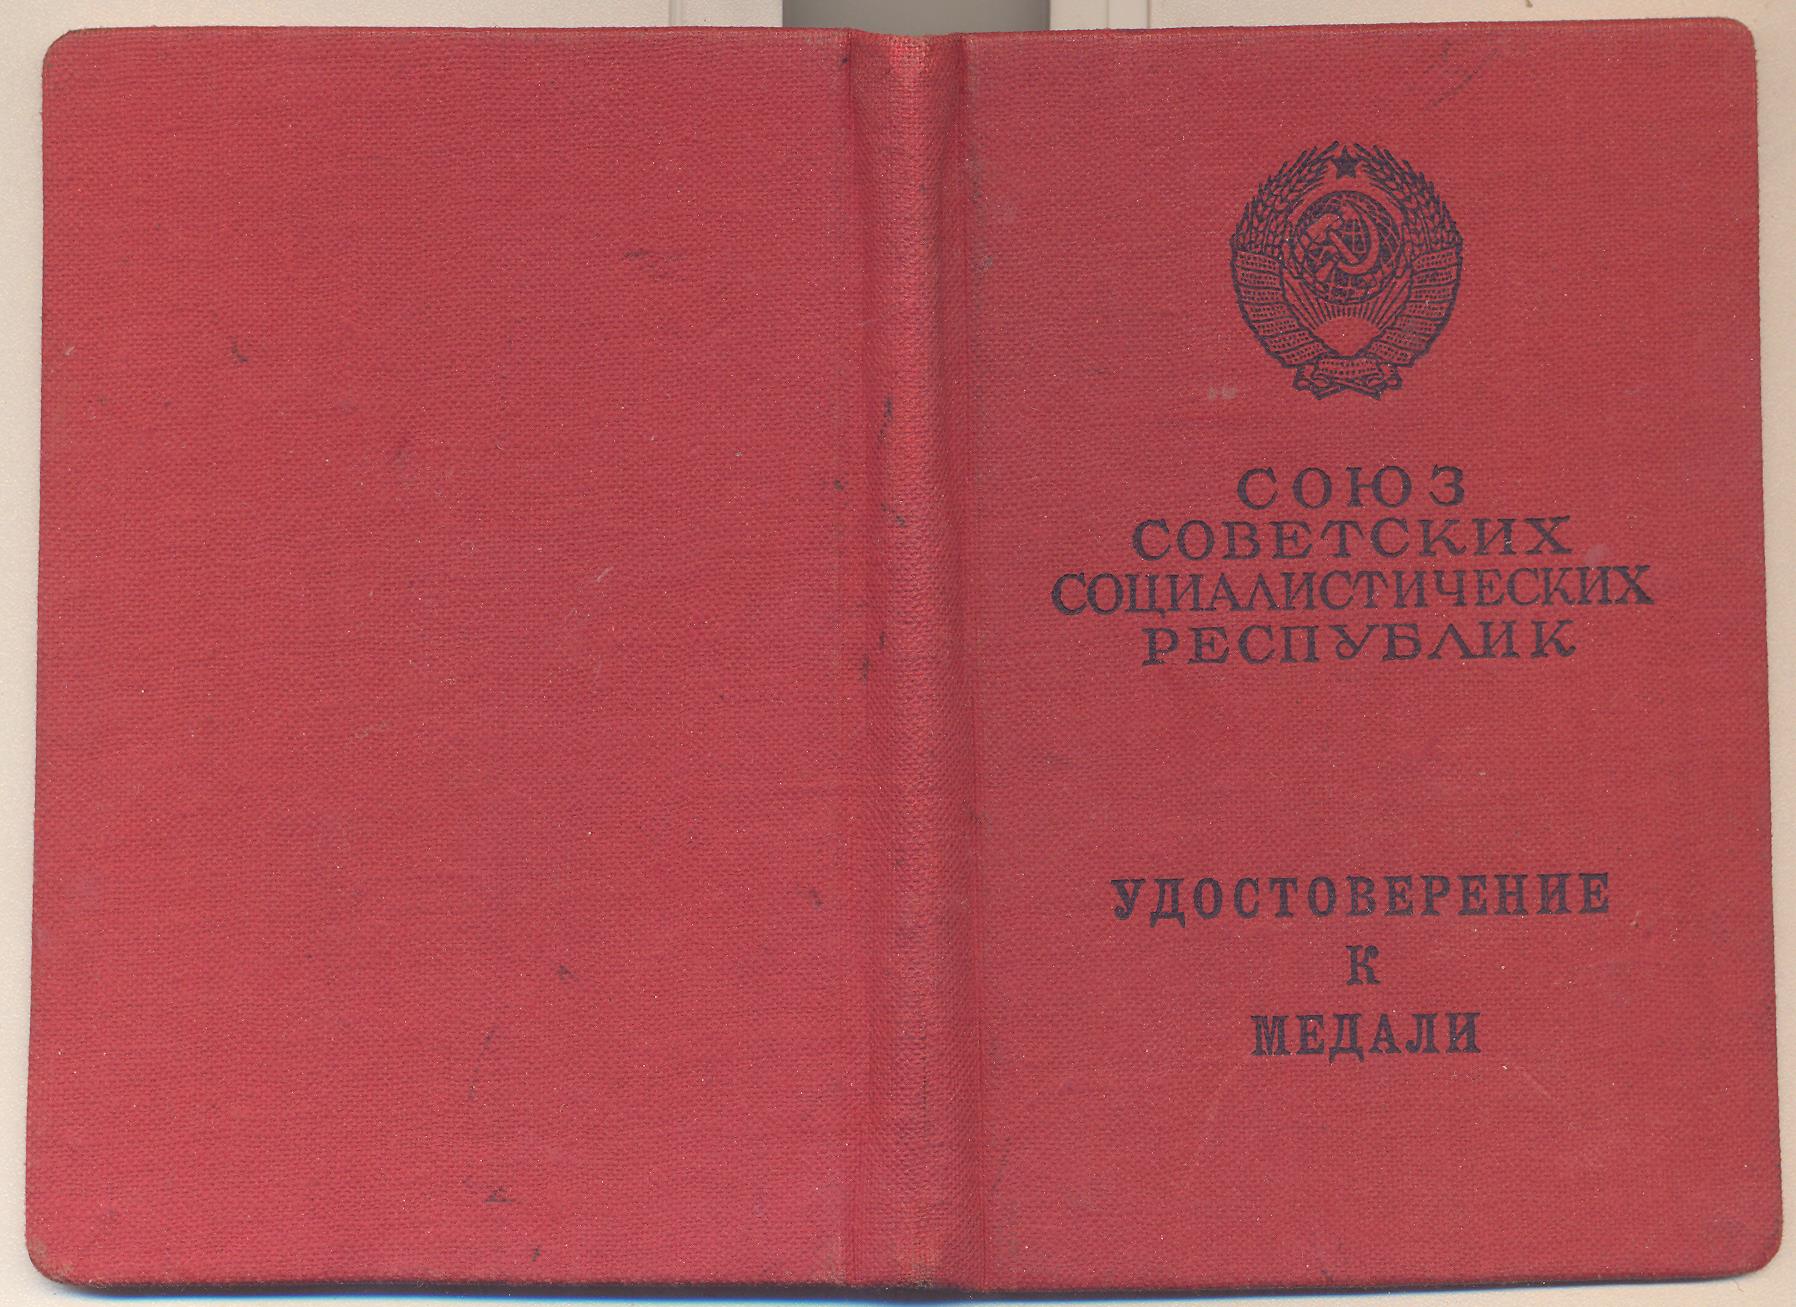 СОЮЗ
СОВЕТСКИХ
СОЦИАЛИСТИЧЕСКИХ
РЕСПУБЛИК
УДОСТОВЕРЕНИЕ
К
МЕДАЛИ